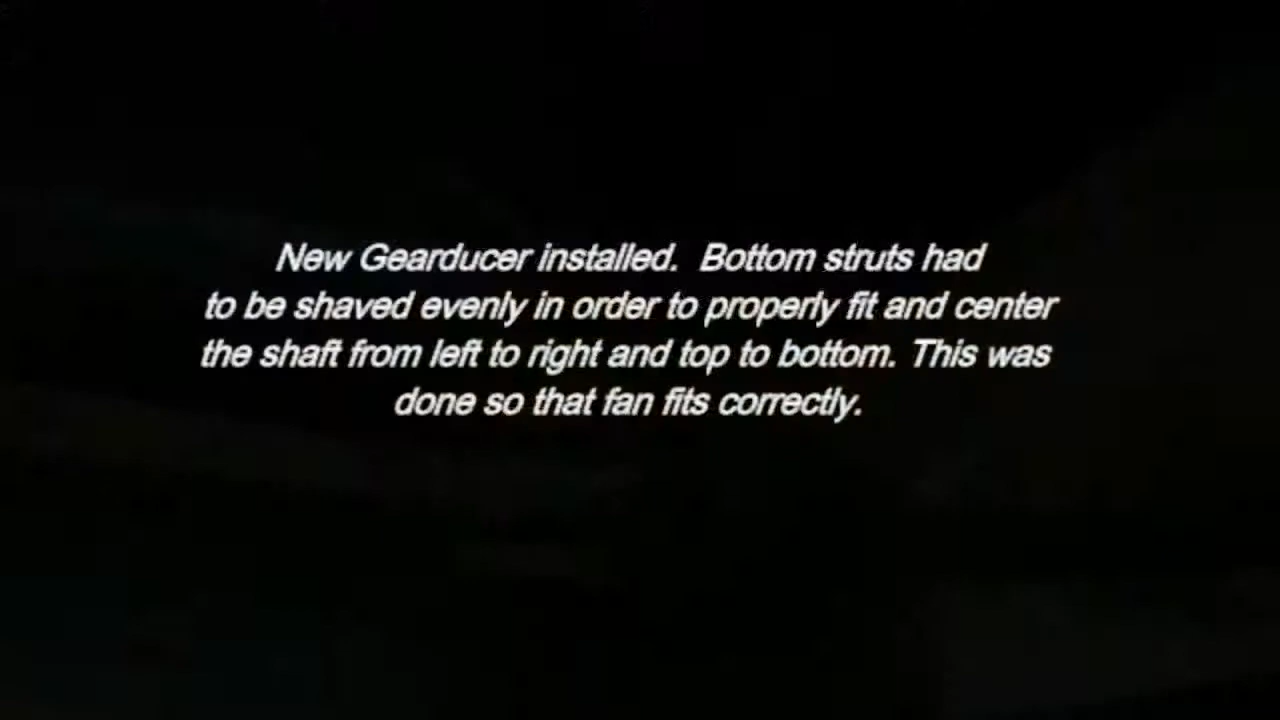 New Gearducer installed.  Bottom struts had
to be shaved evenly in order to properly fit and center
the shaft from left to right and top to bottom. This was
done so that fan fits correctly.